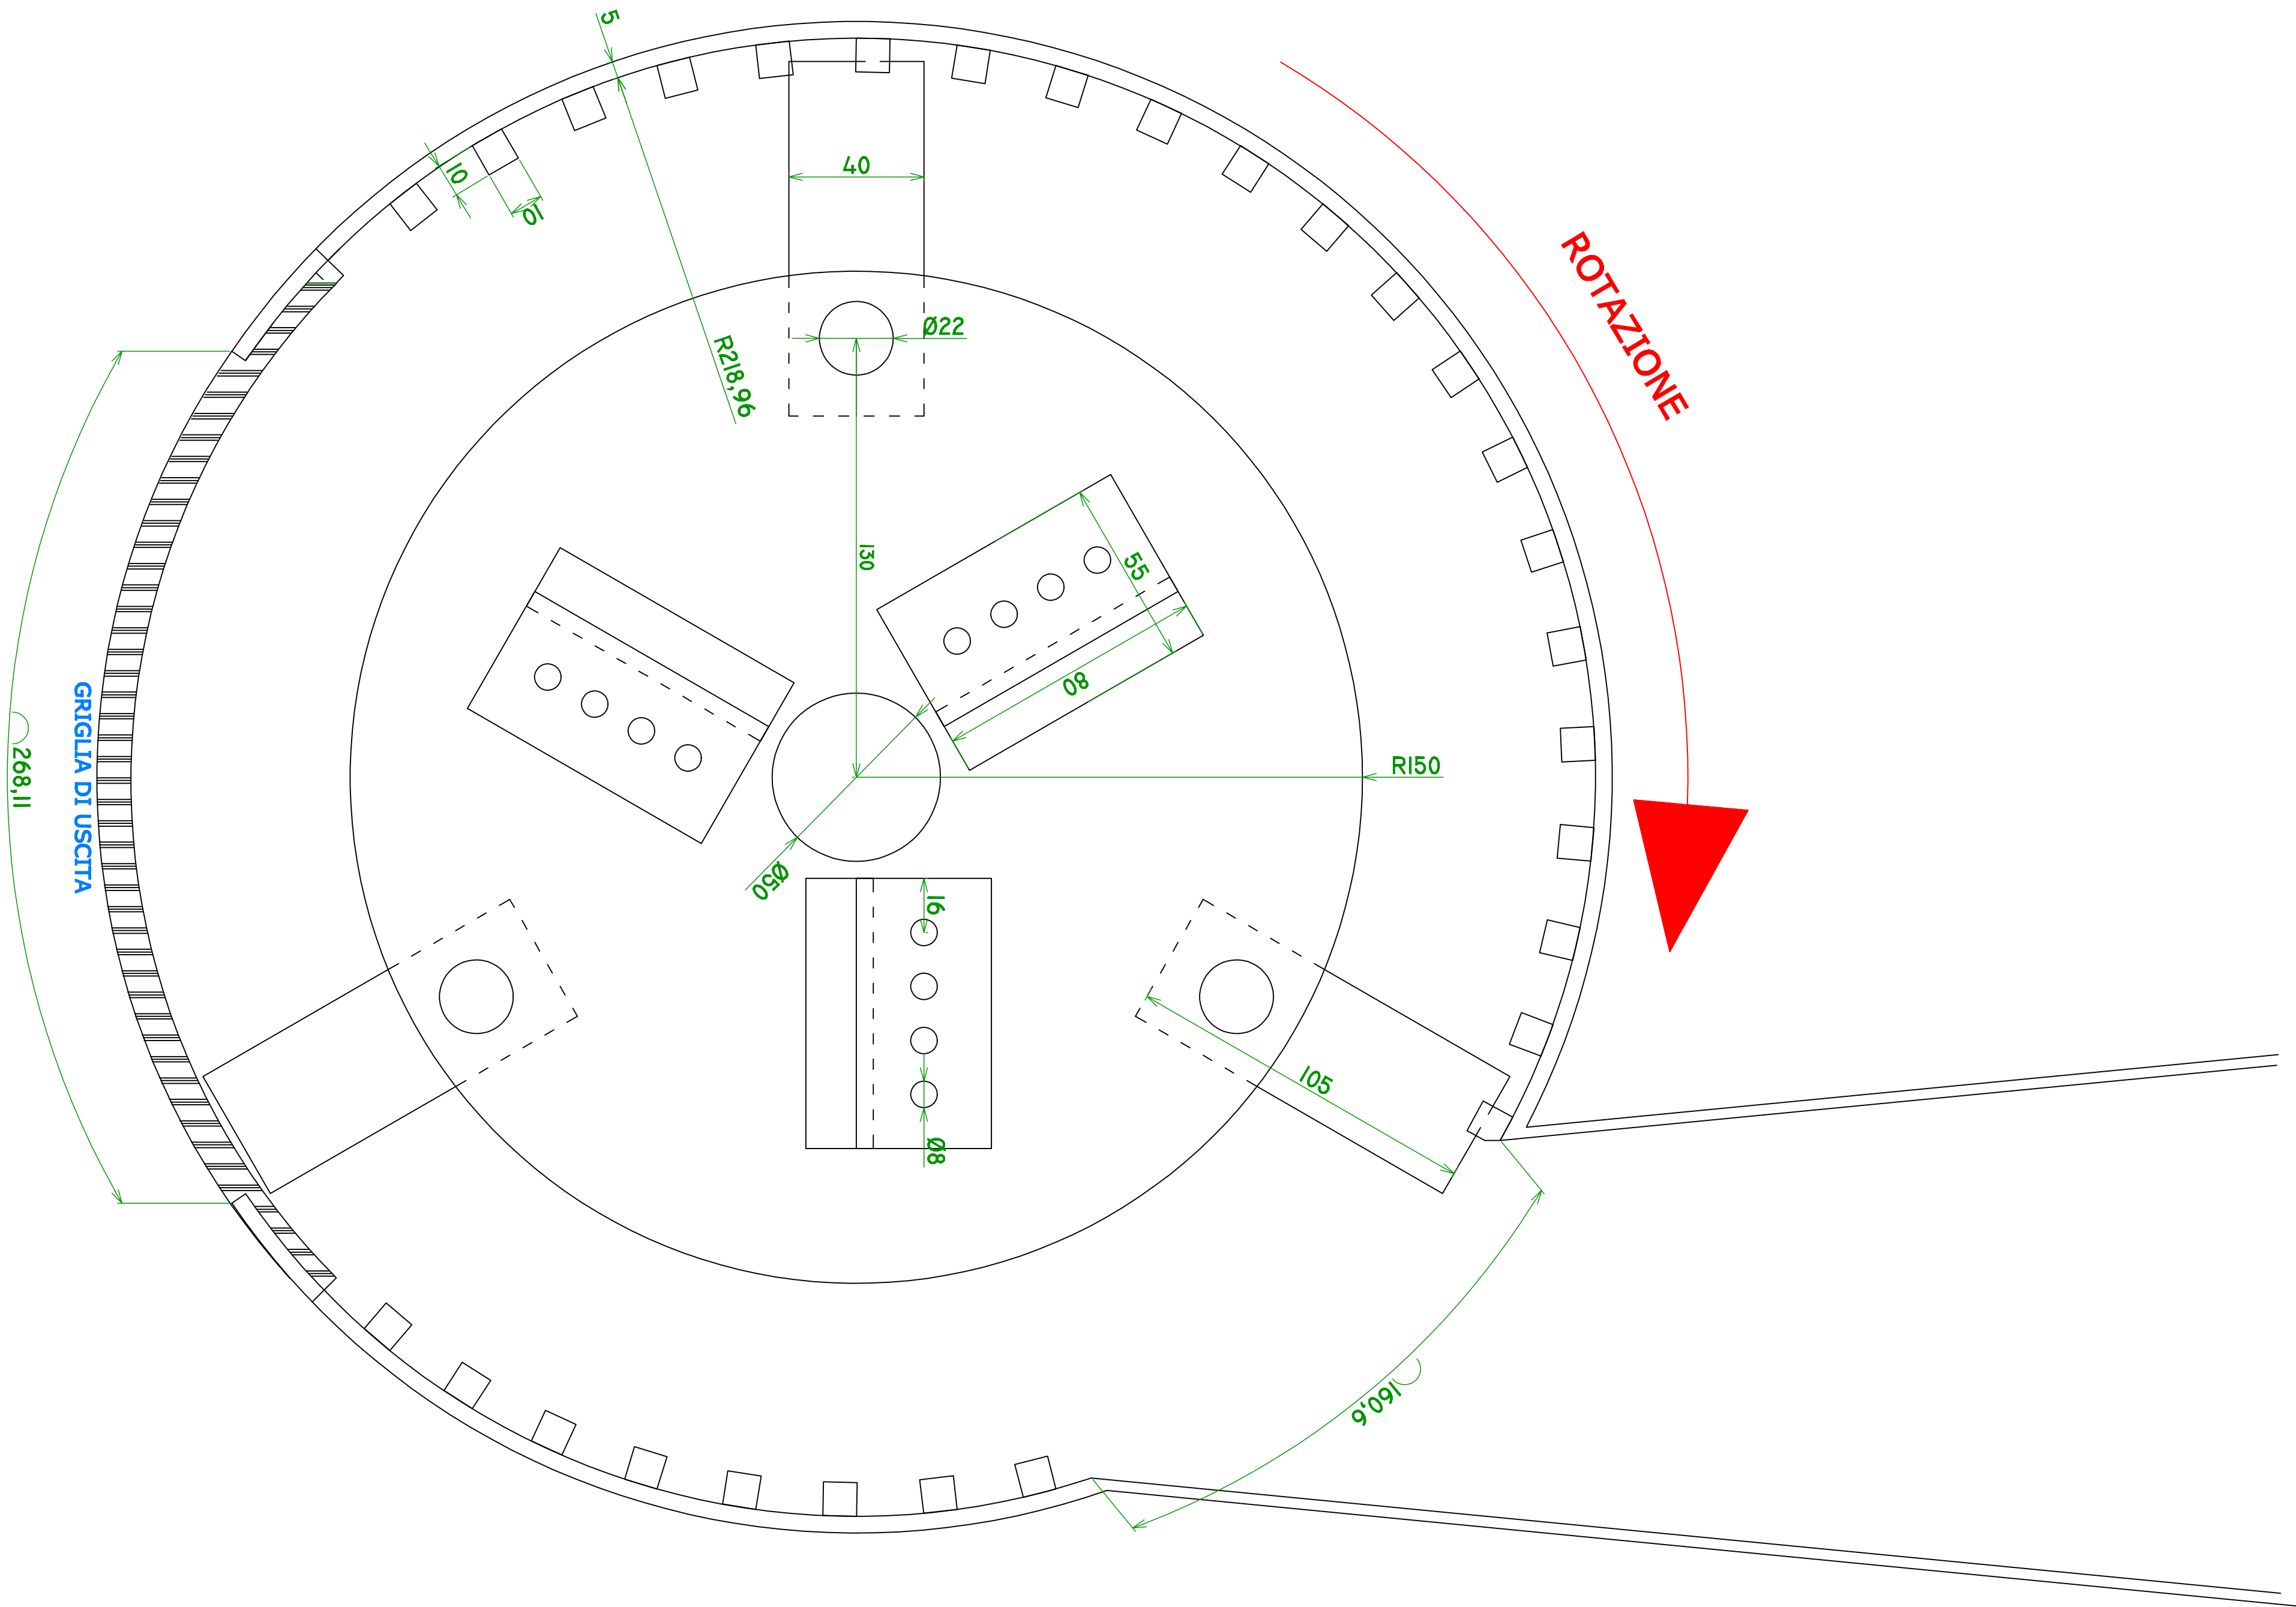 5
10
10
40
R218,96
Ø22
ROTAZIONE
130
55
80
R150
268,11
GRIGLIA DI USCITA
Ø50
16
105
Ø8
160,6